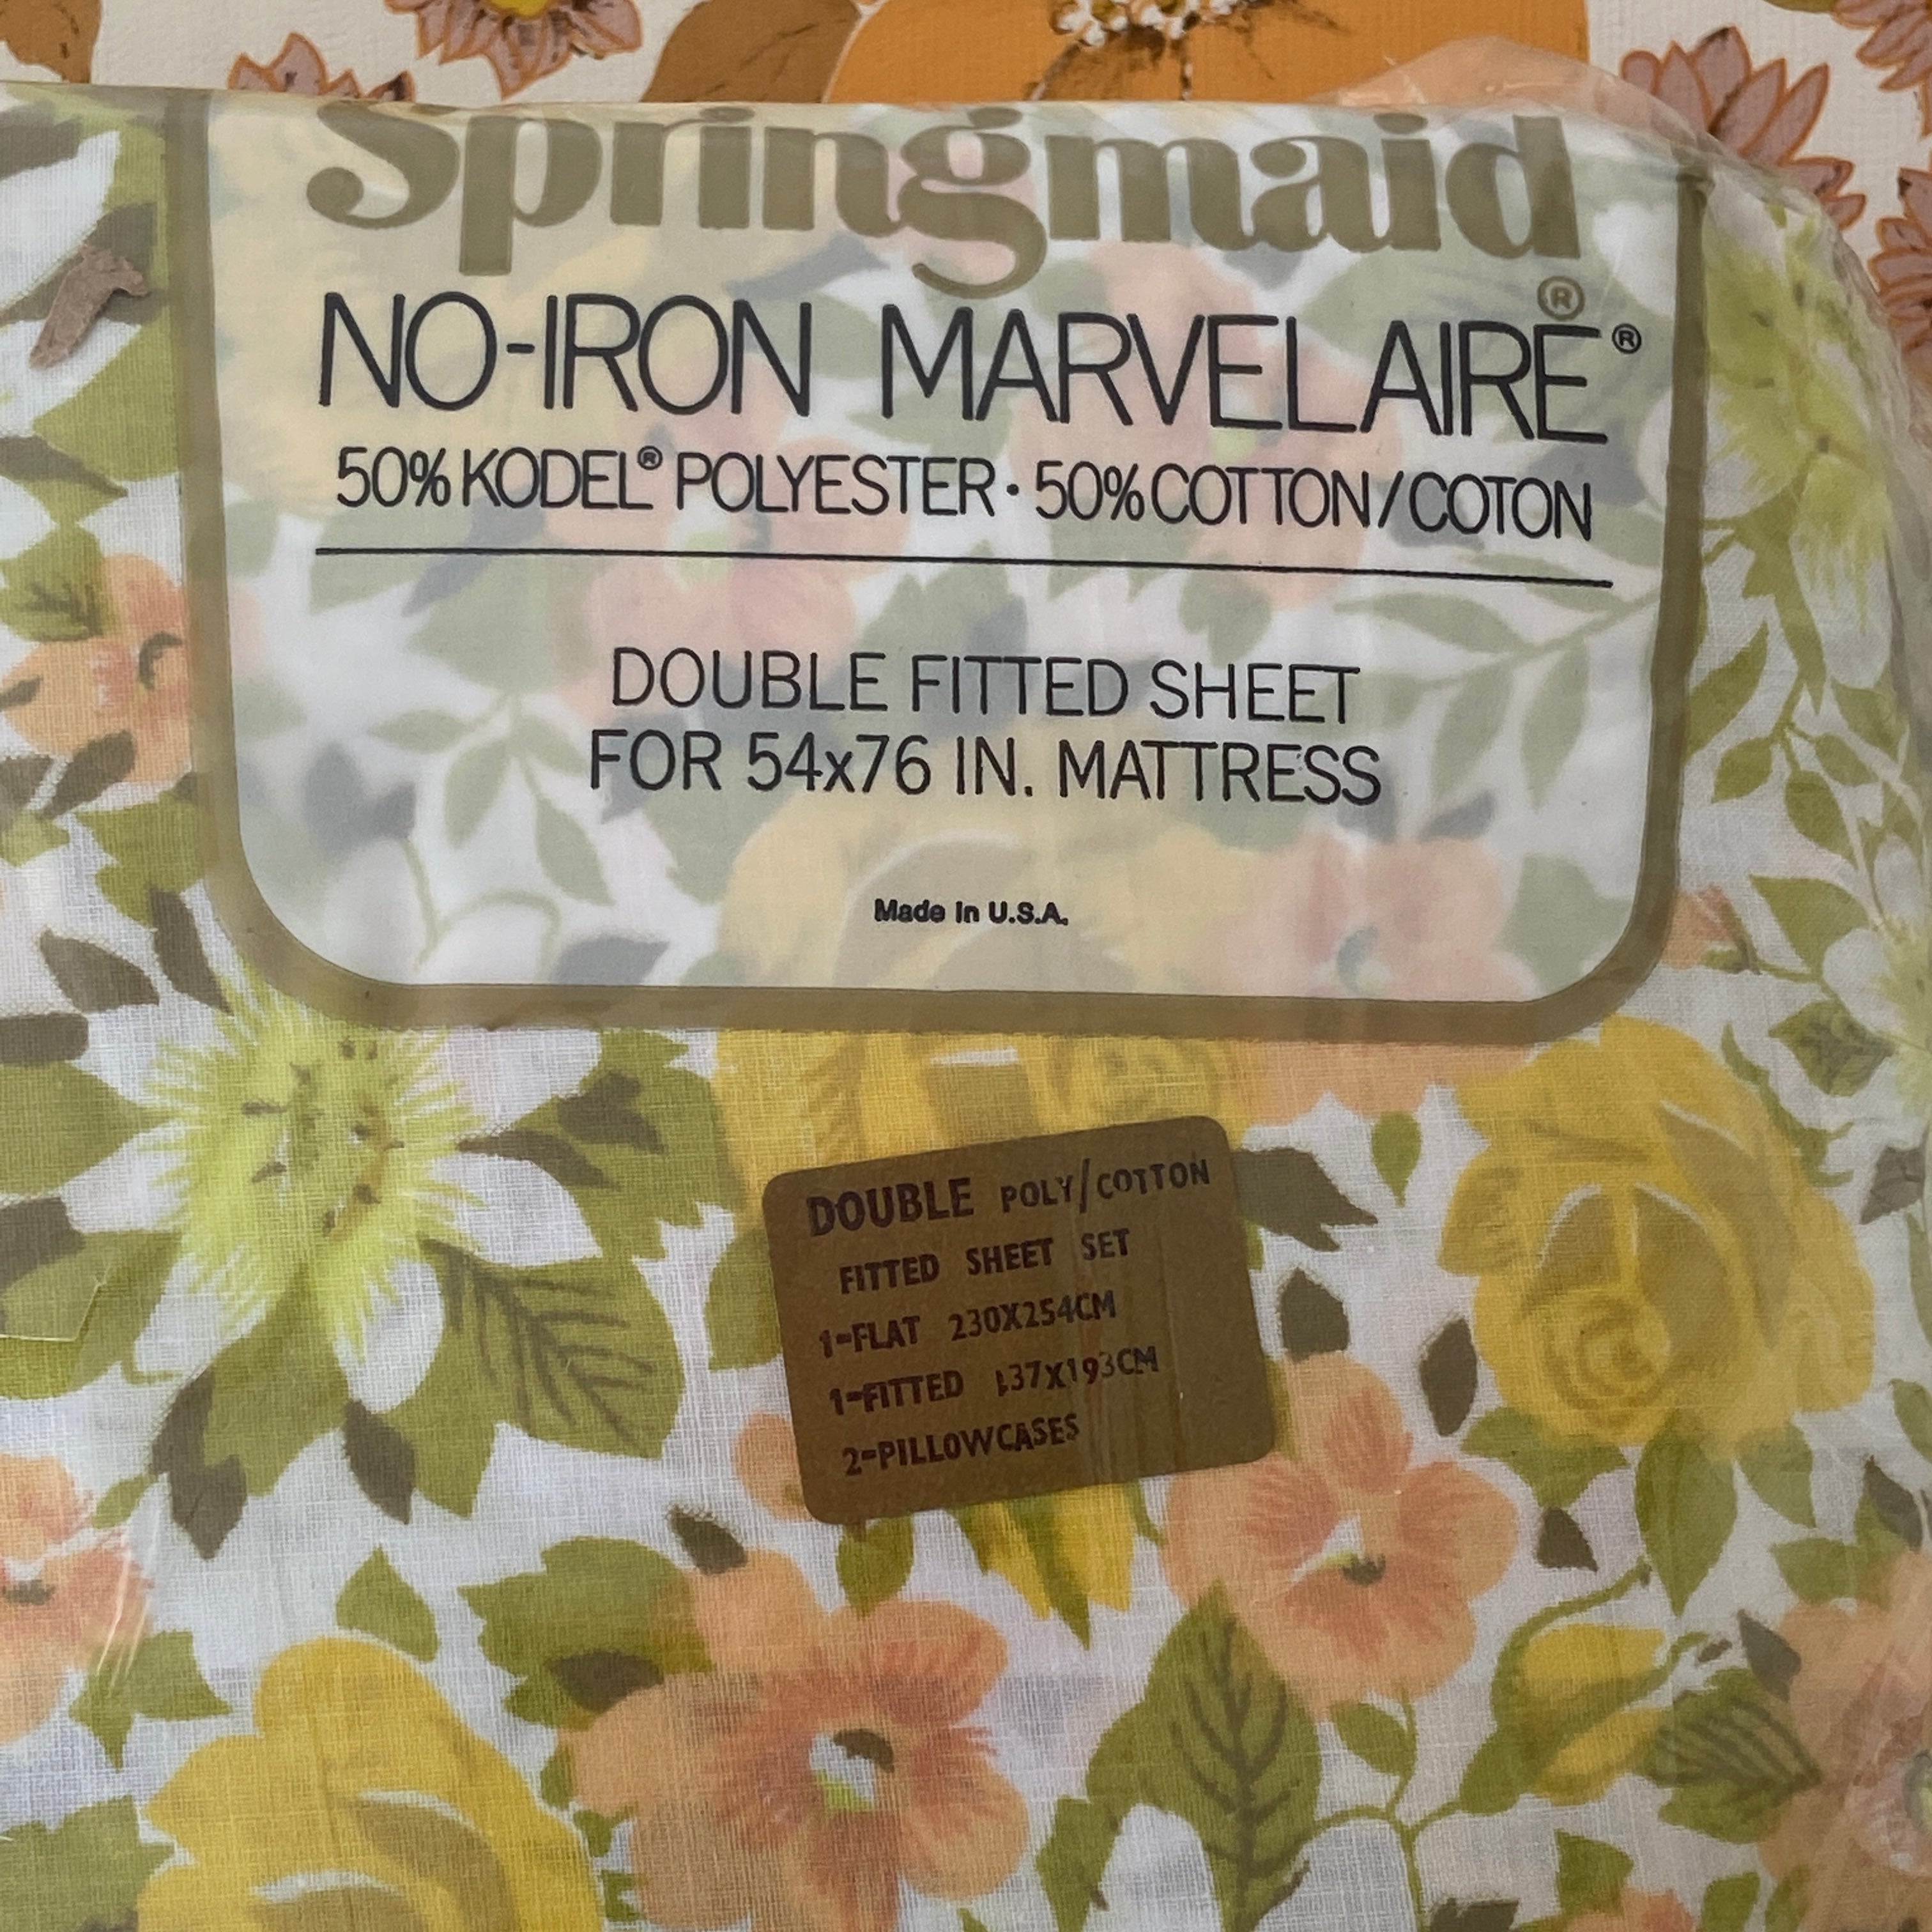 Springmaid®
NO-IRON MARVELAIRE®
50% KODEL® POLYESTER · 50% COTTON/COTON
DOUBLE FITTED SHEET
FOR 54x76 IN. MATTRESS
Made in U.S.A.
DOUBLE POLY/COTTON
FITTED SHEET SET
1-FLAT 230X254CM
1-FITTED 137X193CM
2-PILLOWCASES